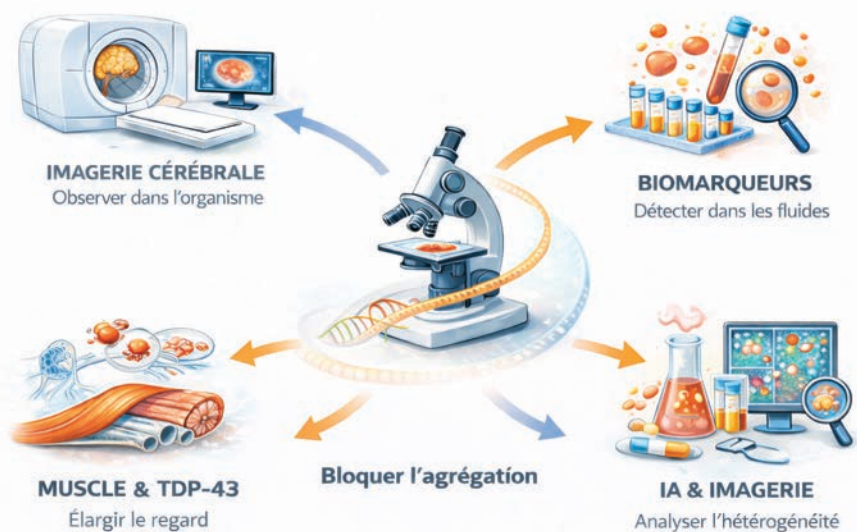 IMAGERIE CÉRÉBRALE
Observer dans l'organisme
BIOMARQUEURS
Détecter dans les fluides
MUSCLE & TDP-43
Élargir le regard
Bloquer l'agrégation
IA & IMAGERIE
Analyser l'hétérogénéité